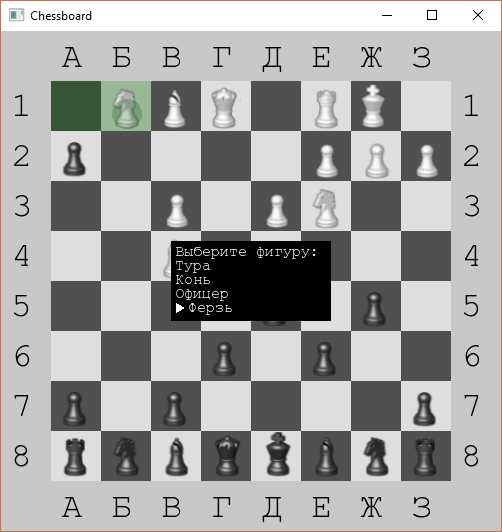 Chessboard
А Б В Г Д Е Ж З
1 1
2 2
3 3
4 4
Выберите фигуру:
Тура
Конь
Офицер
Ферзь
5 5
6 6
7 7
8 8
А Б В Г Д Е Ж З